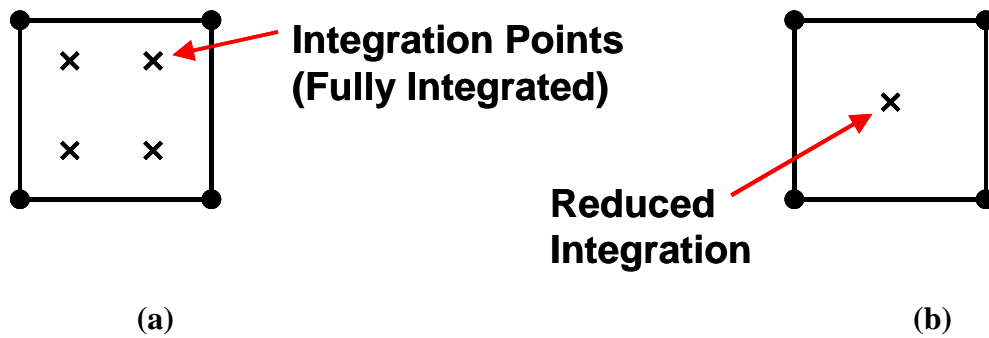 Integration Points
(Fully Integrated)
Reduced
Integration
(a)
(b)